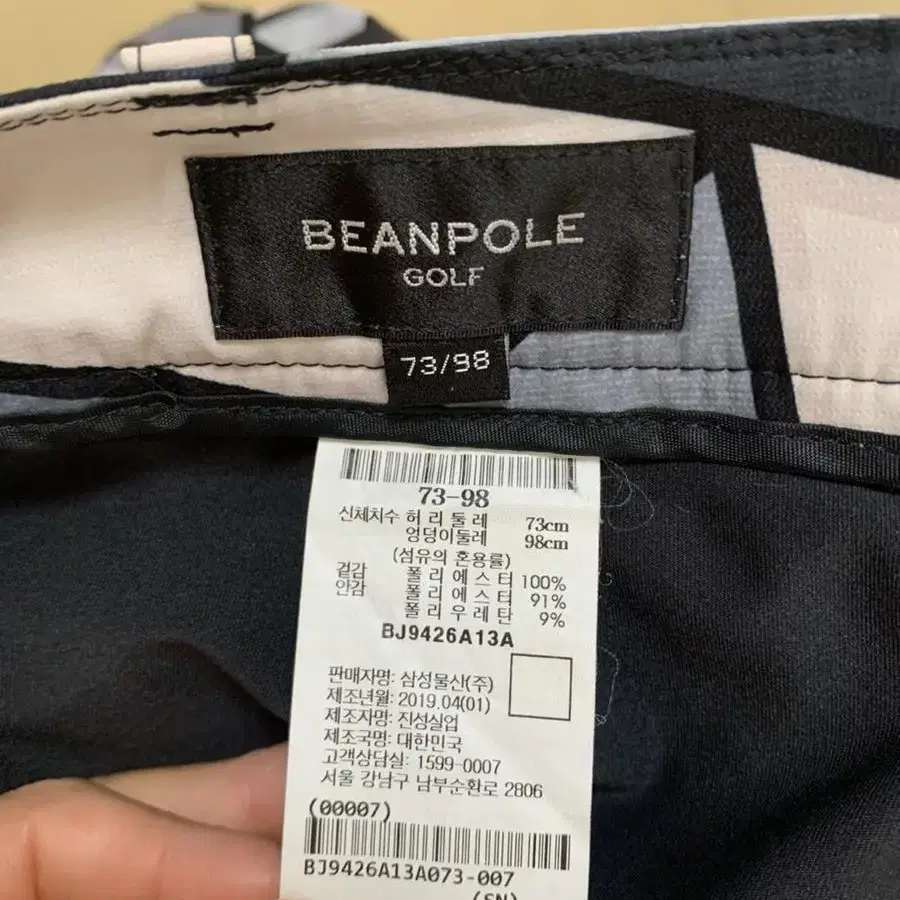 BEANPOLE
GOLF
73/98
73-98
신체치수 허 리 둘 레 73cm
엉덩이둘레 98cm
(섬유의 혼용률)
겉감 폴 리 에 스 터 100%
안감 폴 리 에 스 터 91%
폴 리 우 레 탄 9%
BJ9426A13A
판매자명: 삼성물산(주)
제조년월: 2019.04(01)
제조자명: 진성실업
제조국명: 대한민국
고객상담실: 1599-0007
서울 강남구 남부순환로 2806
(00007)
BJ9426A13A073-007
(SN)